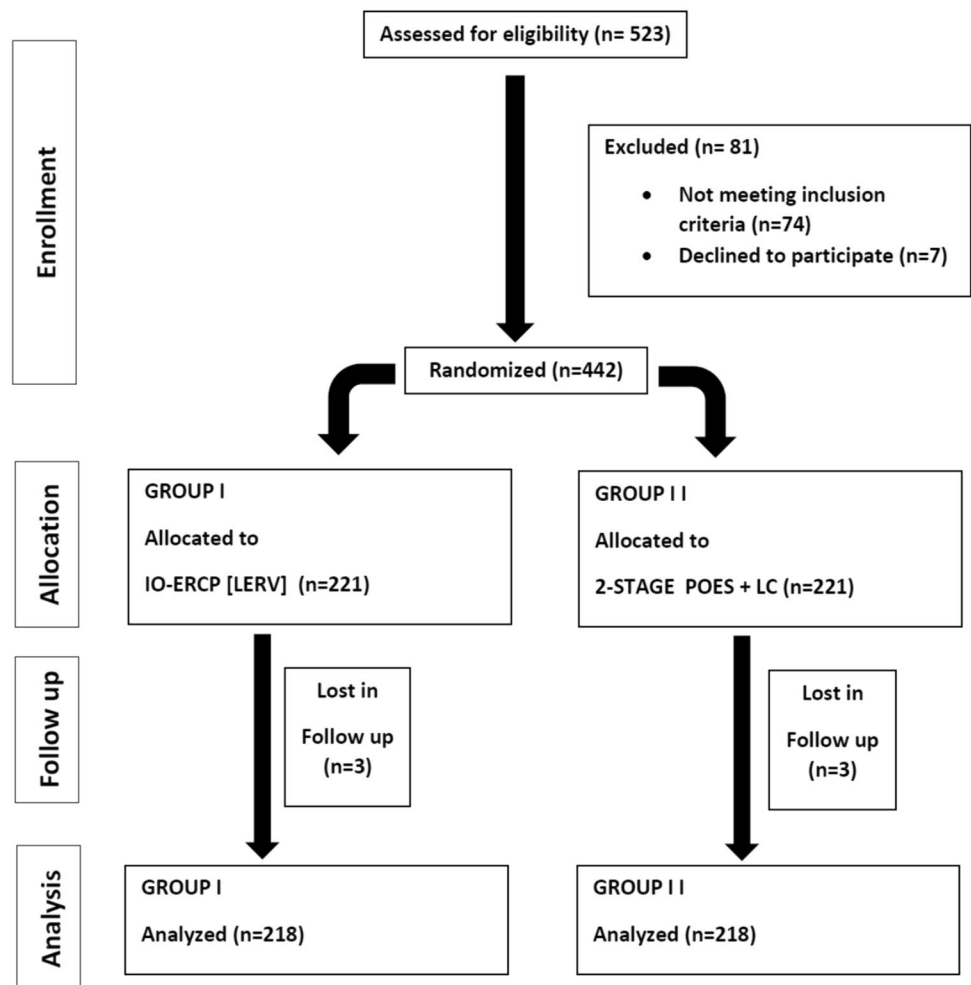 Assessed for eligibility (n= 523)
Enrollment
Excluded (n= 81)
• Not meeting inclusion
criteria (n=74)
• Declined to participate (n=7)
Randomized (n=442)
Allocation
GROUP I
Allocated to
IO-ERCP [LERV] (n=221)
GROUP I I
Allocated to
2-STAGE POES + LC (n=221)
Follow up
Lost in
Follow up
(n=3)
Lost in
Follow up
(n=3)
Analysis
GROUP I
Analyzed (n=218)
GROUP I I
Analyzed (n=218)